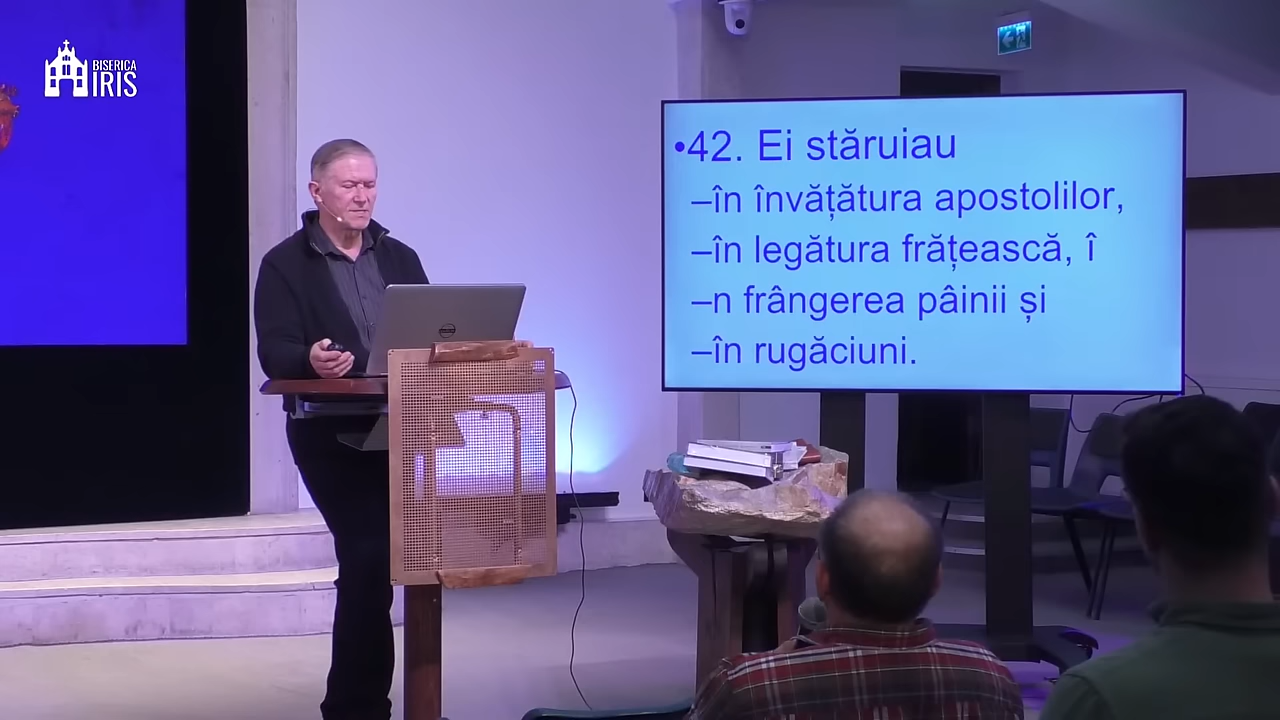 BISERICA
IRIS
•42. Ei stăruiau
–în învățătura apostolilor,
–în legătura frățească, î
–n frângerea pâinii și
–în rugăciuni.